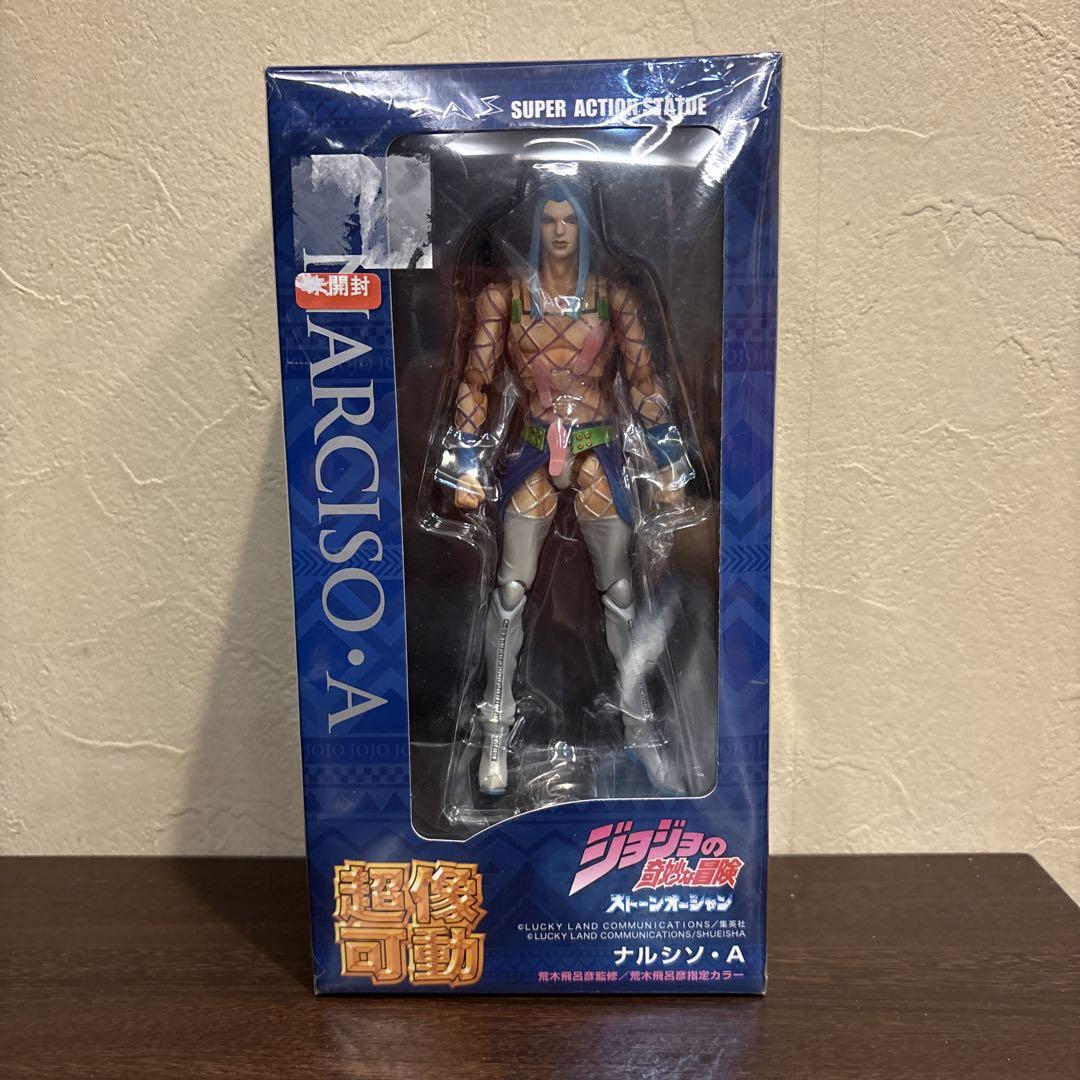 SAS SUPER ACTION STATUE
未開封
NARCISO・A
ジョジョの
奇妙な冒険
ストーンオーシャン
©LUCKY LAND COMMUNICATIONS/集英社
©LUCKY LAND COMMUNICATIONS/SHUEISHA
ナルシソ・A
荒木飛呂彦監修/荒木飛呂彦指定カラー
超像
可動